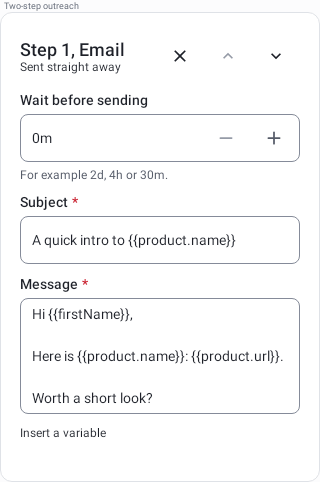 Two-step outreach
Step 1, Email
Sent straight away
Wait before sending
0m
For example 2d, 4h or 30m.
Subject *
A quick intro to {{product.name}}
Message *
Hi {{firstName}},
Here is {{product.name}}: {{product.url}}.
Worth a short look?
Insert a variable